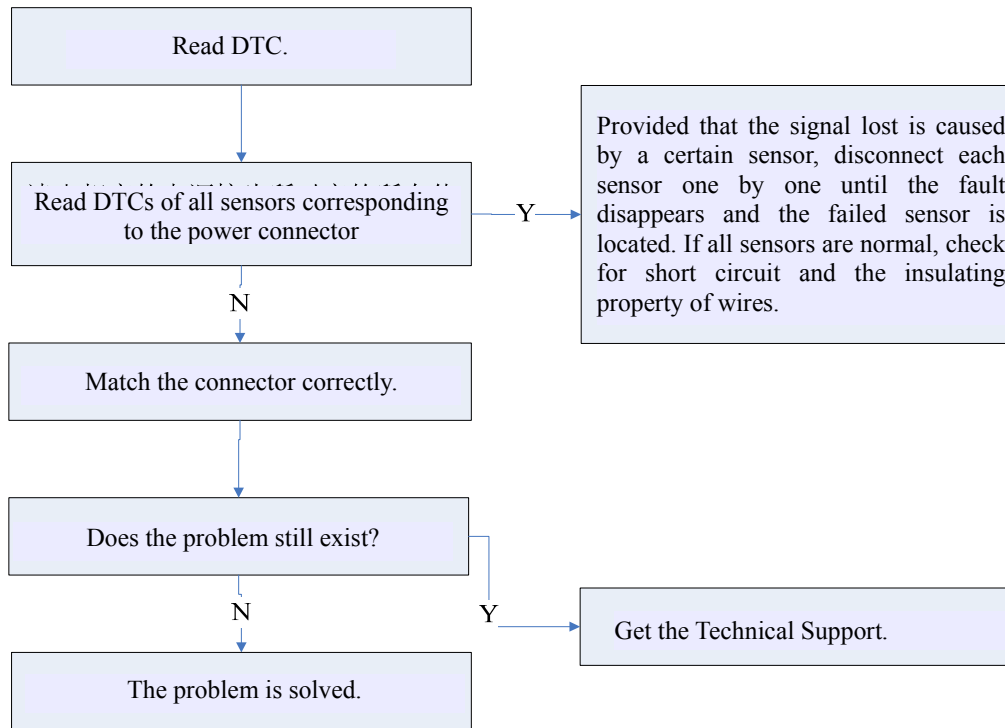 Read DTC.
Provided that the signal lost is caused
by a certain sensor, disconnect each
sensor one by one until the fault
disappears and the failed sensor is
located. If all sensors are normal, check
for short circuit and the insulating
property of wires.
Read DTCs of all sensors corresponding
to the power connector
Y
N
Match the connector correctly.
Does the problem still exist?
N
Y
Get the Technical Support.
The problem is solved.